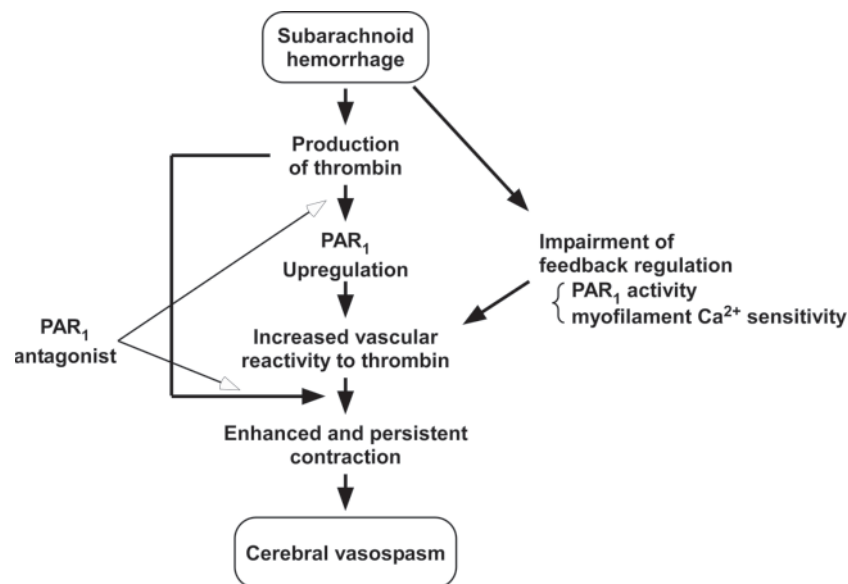 Subarachnoid
hemorrhage
Production
of thrombin
PAR₁
Upregulation
Impairment of
feedback regulation
PAR₁ activity
myofilament Ca²⁺ sensitivity
PAR₁
antagonist
Increased vascular
reactivity to thrombin
Enhanced and persistent
contraction
Cerebral vasospasm